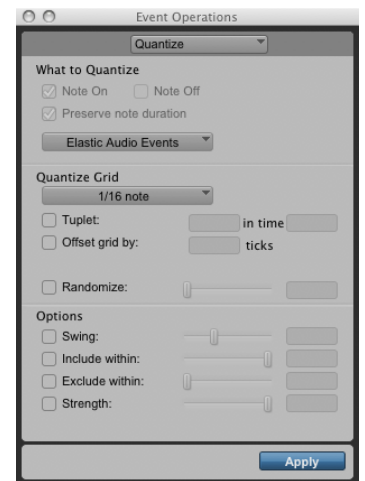 Event Operations
Quantize
What to Quantize
Note On Note Off
Preserve note duration
Elastic Audio Events
Quantize Grid
1/16 note
Tuplet: in time
Offset grid by: ticks
Randomize:
Options
Swing:
Include within:
Exclude within:
Strength:
Apply